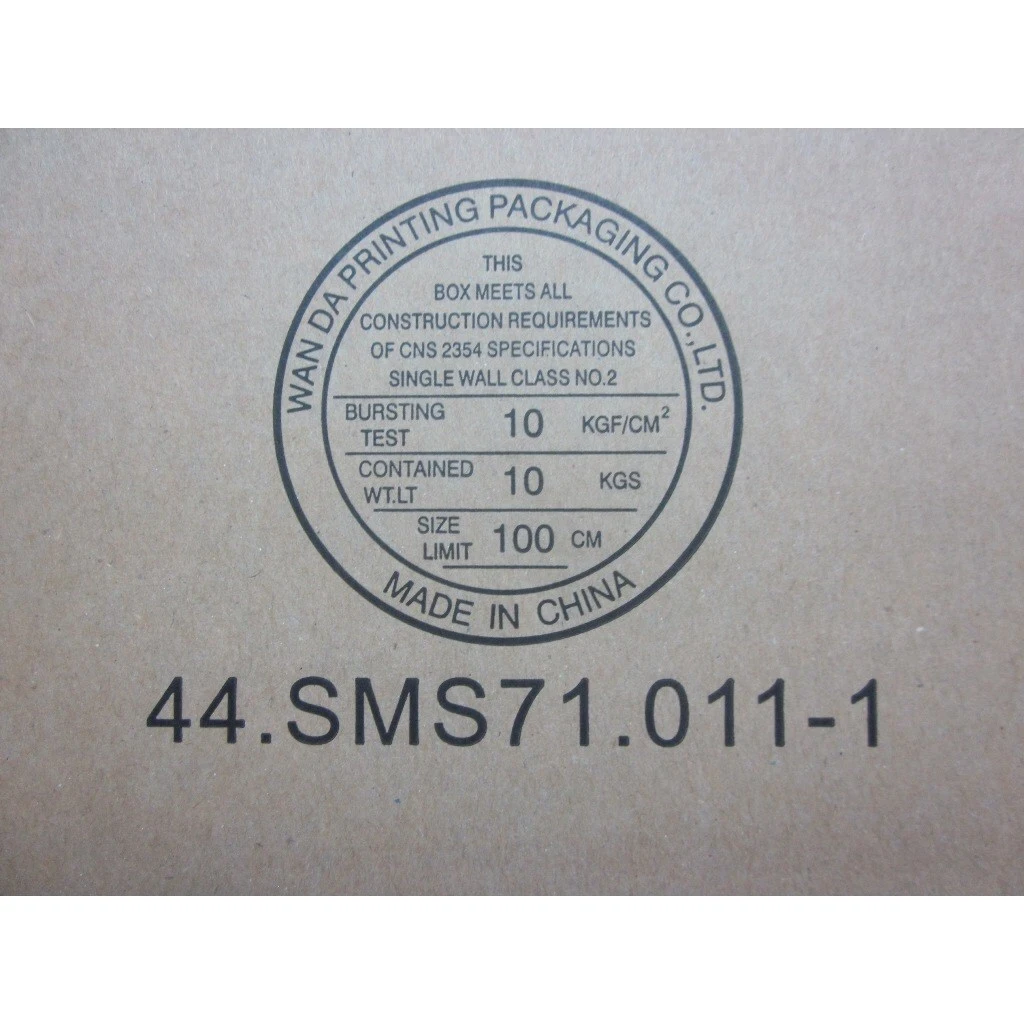 WAN DA PRINTING PACKAGING CO.,LTD.
THIS
BOX MEETS ALL
CONSTRUCTION REQUIREMENTS
OF CNS 2354 SPECIFICATIONS
SINGLE WALL CLASS NO.2
BURSTING TEST 10 KGF/CM²
CONTAINED WT.LT 10 KGS
SIZE LIMIT 100 CM
MADE IN CHINA
44.SMS71.011-1